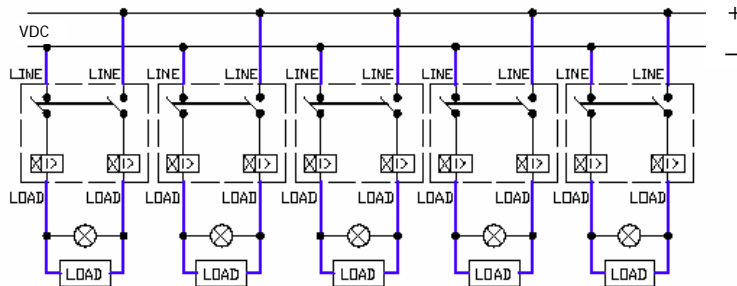 +
VDC
−
LINE LINE LINE LINE LINE LINE LINE LINE LINE LINE
I> I> I> I> I> I> I> I> I> I>
LOAD LOAD LOAD LOAD LOAD LOAD LOAD LOAD LOAD LOAD
LOAD LOAD LOAD LOAD LOAD